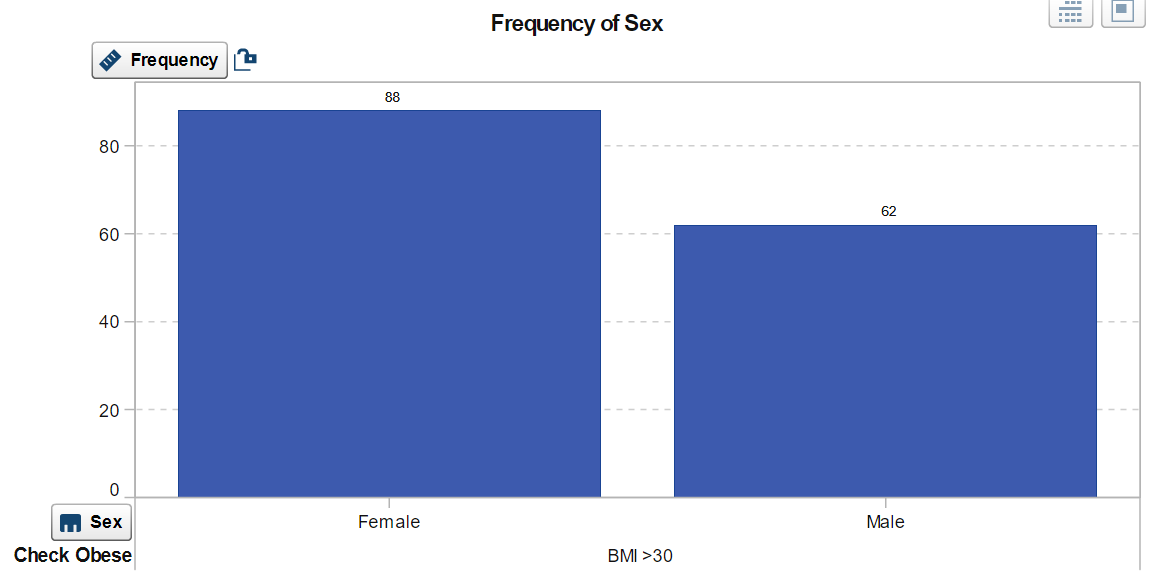 Frequency of Sex
Frequency
88
62
80
60
40
20
0
Sex
Female
Male
Check Obese
BMI >30